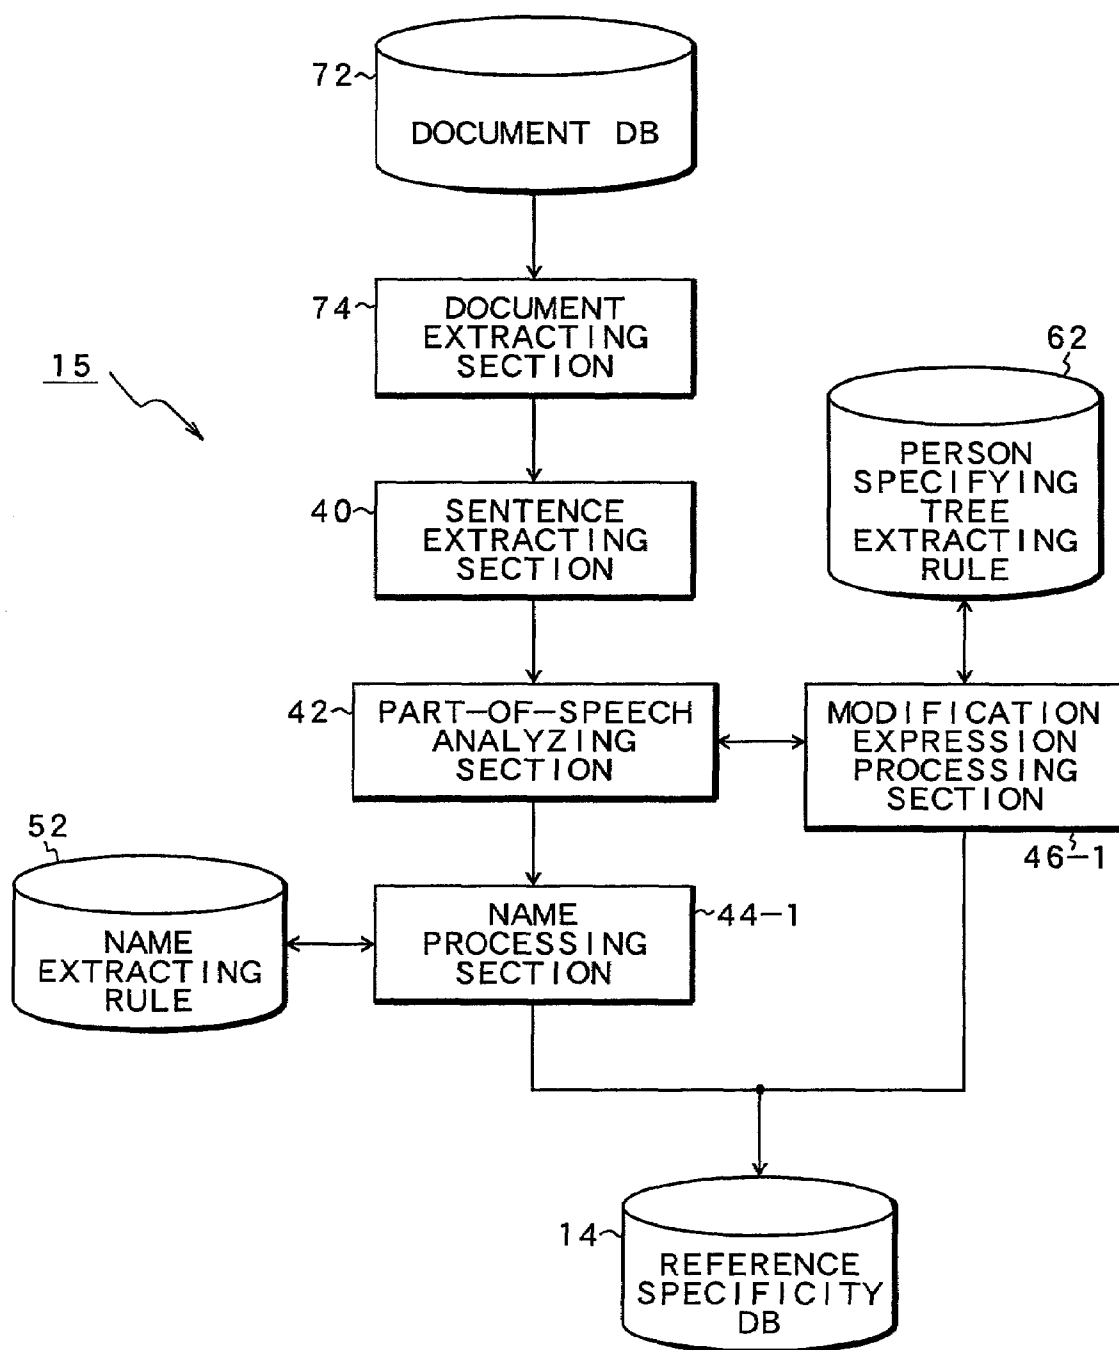 72
DOCUMENT DB
74
DOCUMENT
EXTRACTING
SECTION
15
62
PERSON
SPECIFYING
TREE
EXTRACTING
RULE
40
SENTENCE
EXTRACTING
SECTION
42
PART-OF-SPEECH
ANALYZING
SECTION
MODIFICATION
EXPRESSION
PROCESSING
SECTION
46-1
52
NAME
EXTRACTING
RULE
NAME
PROCESSING
SECTION
44-1
14
REFERENCE
SPECIFICITY
DB